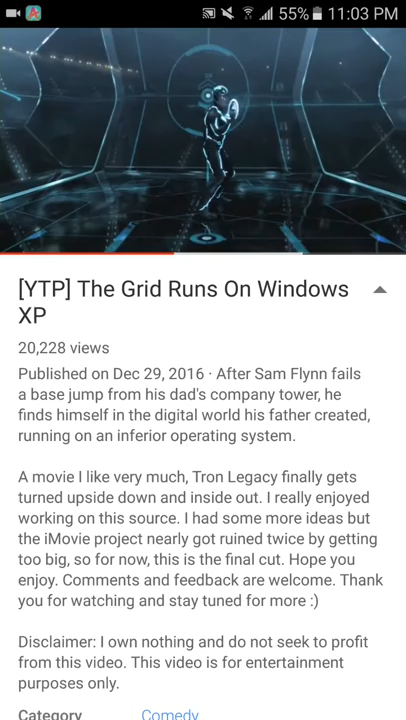 55% 11:03 PM
[YTP] The Grid Runs On Windows
XP
20,228 views
Published on Dec 29, 2016 · After Sam Flynn fails
a base jump from his dad's company tower, he
finds himself in the digital world his father created,
running on an inferior operating system.
A movie I like very much, Tron Legacy finally gets
turned upside down and inside out. I really enjoyed
working on this source. I had some more ideas but
the iMovie project nearly got ruined twice by getting
too big, so for now, this is the final cut. Hope you
enjoy. Comments and feedback are welcome. Thank
you for watching and stay tuned for more :)
Disclaimer: I own nothing and do not seek to profit
from this video. This video is for entertainment
purposes only.
Category Comedy